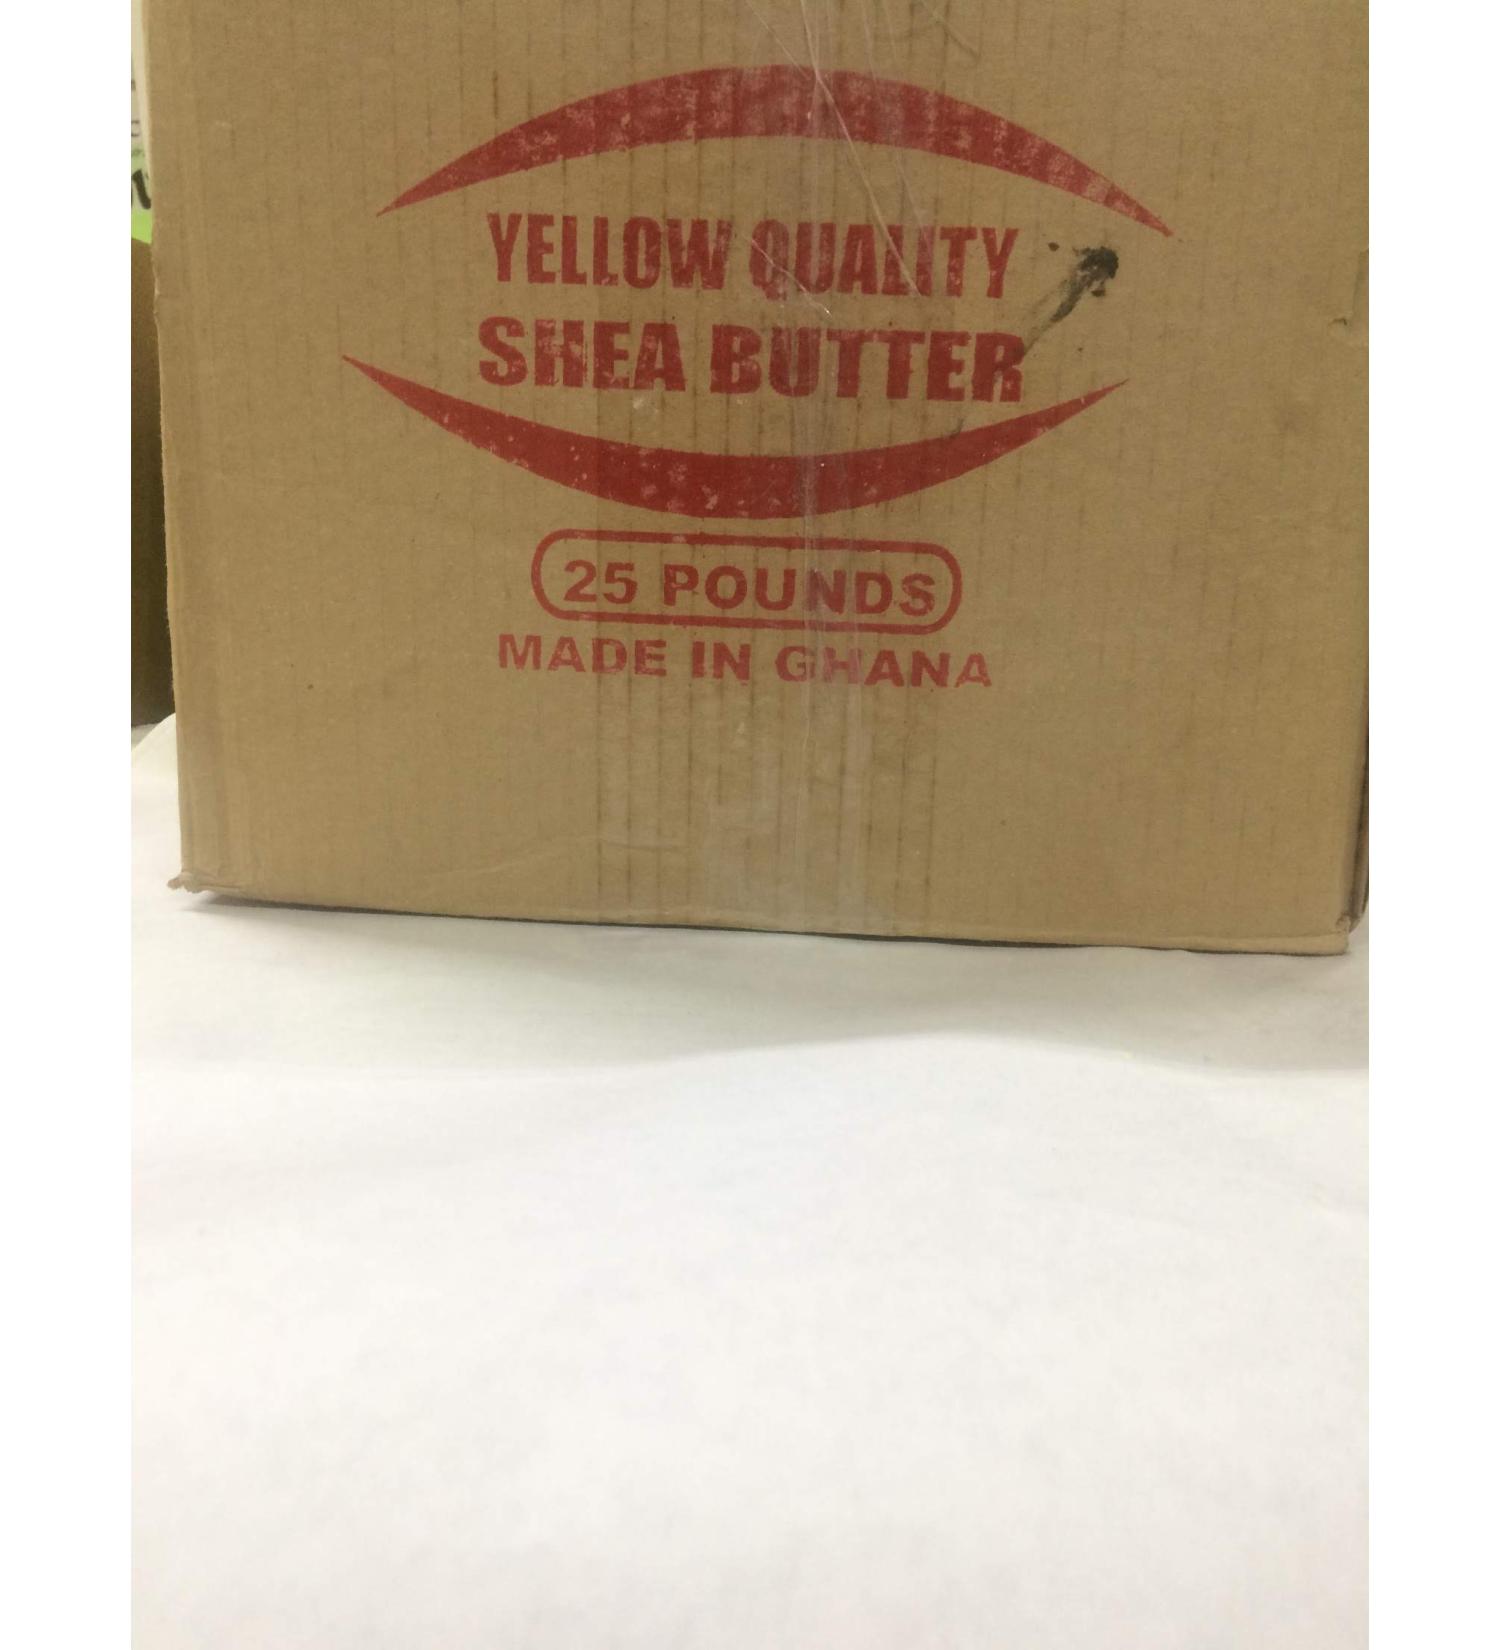 YELLOW QUALITY
SHEA BUTTER
25 POUNDS
MADE IN GHANA